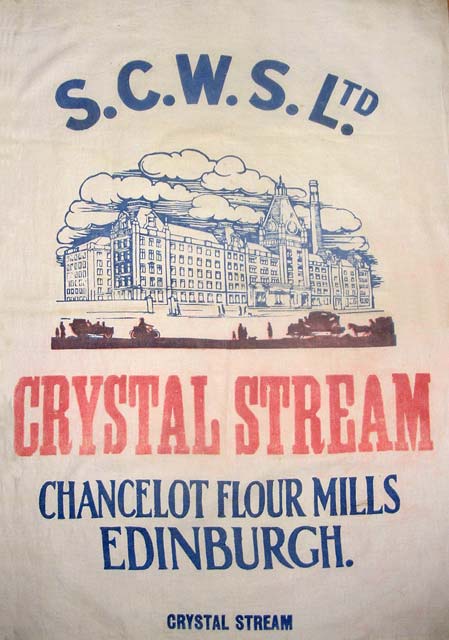 S.C.W.S. LTD.
CRYSTAL STREAM
CHANCELOT FLOUR MILLS
EDINBURGH.
CRYSTAL STREAM